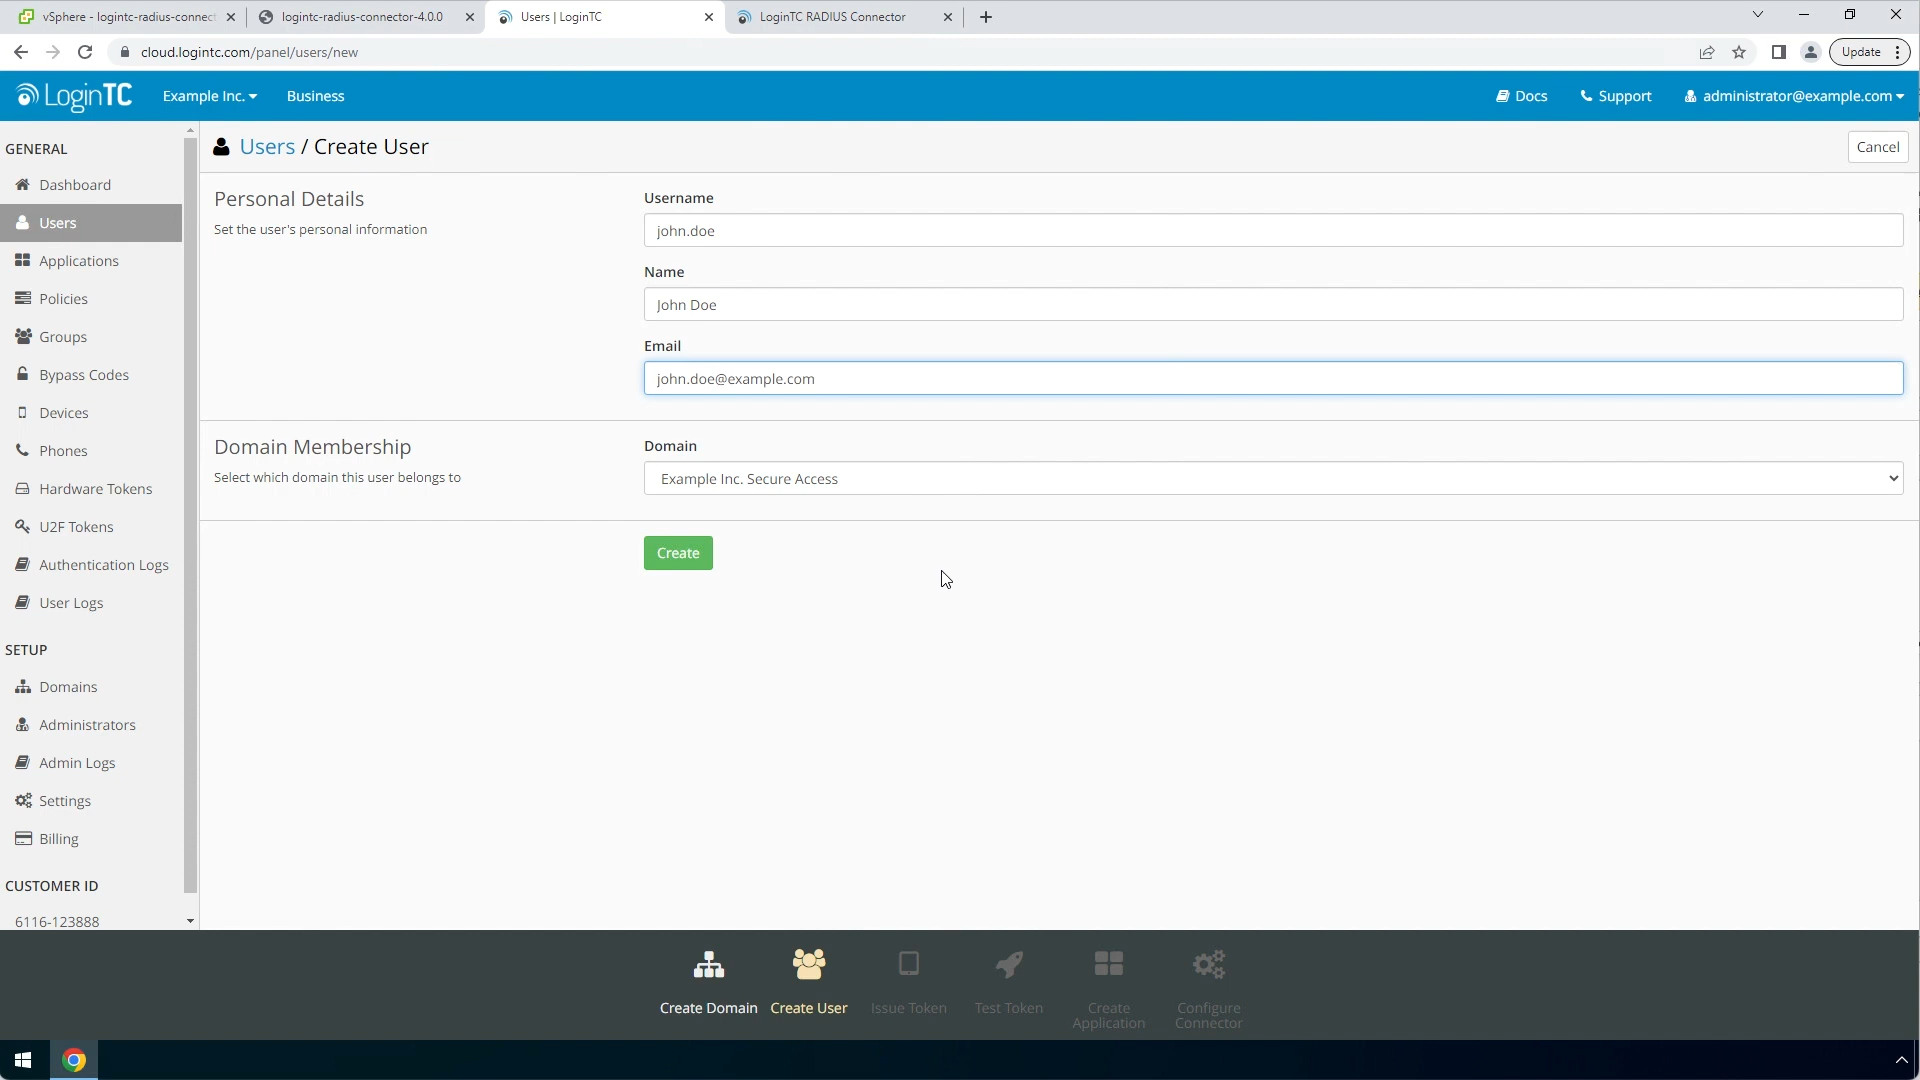 vSphere - logintc-radius-connect
logintc-radius-connector-4.0.0
Users | LoginTC
LoginTC RADIUS Connector
cloud.logintc.com/panel/users/new
Update
LoginTC
Example Inc.
Business
Docs
Support
administrator@example.com
GENERAL
Dashboard
Users
Applications
Policies
Groups
Bypass Codes
Devices
Phones
Hardware Tokens
U2F Tokens
Authentication Logs
User Logs
SETUP
Domains
Administrators
Admin Logs
Settings
Billing
CUSTOMER ID
6116-123888
Users / Create User
Cancel
Personal Details
Set the user's personal information
Username
john.doe
Name
John Doe
Email
john.doe@example.com
Domain Membership
Select which domain this user belongs to
Domain
Example Inc. Secure Access
Create
Create Domain
Create User
Issue Token
Test Token
Create
Application
Configure
Connector